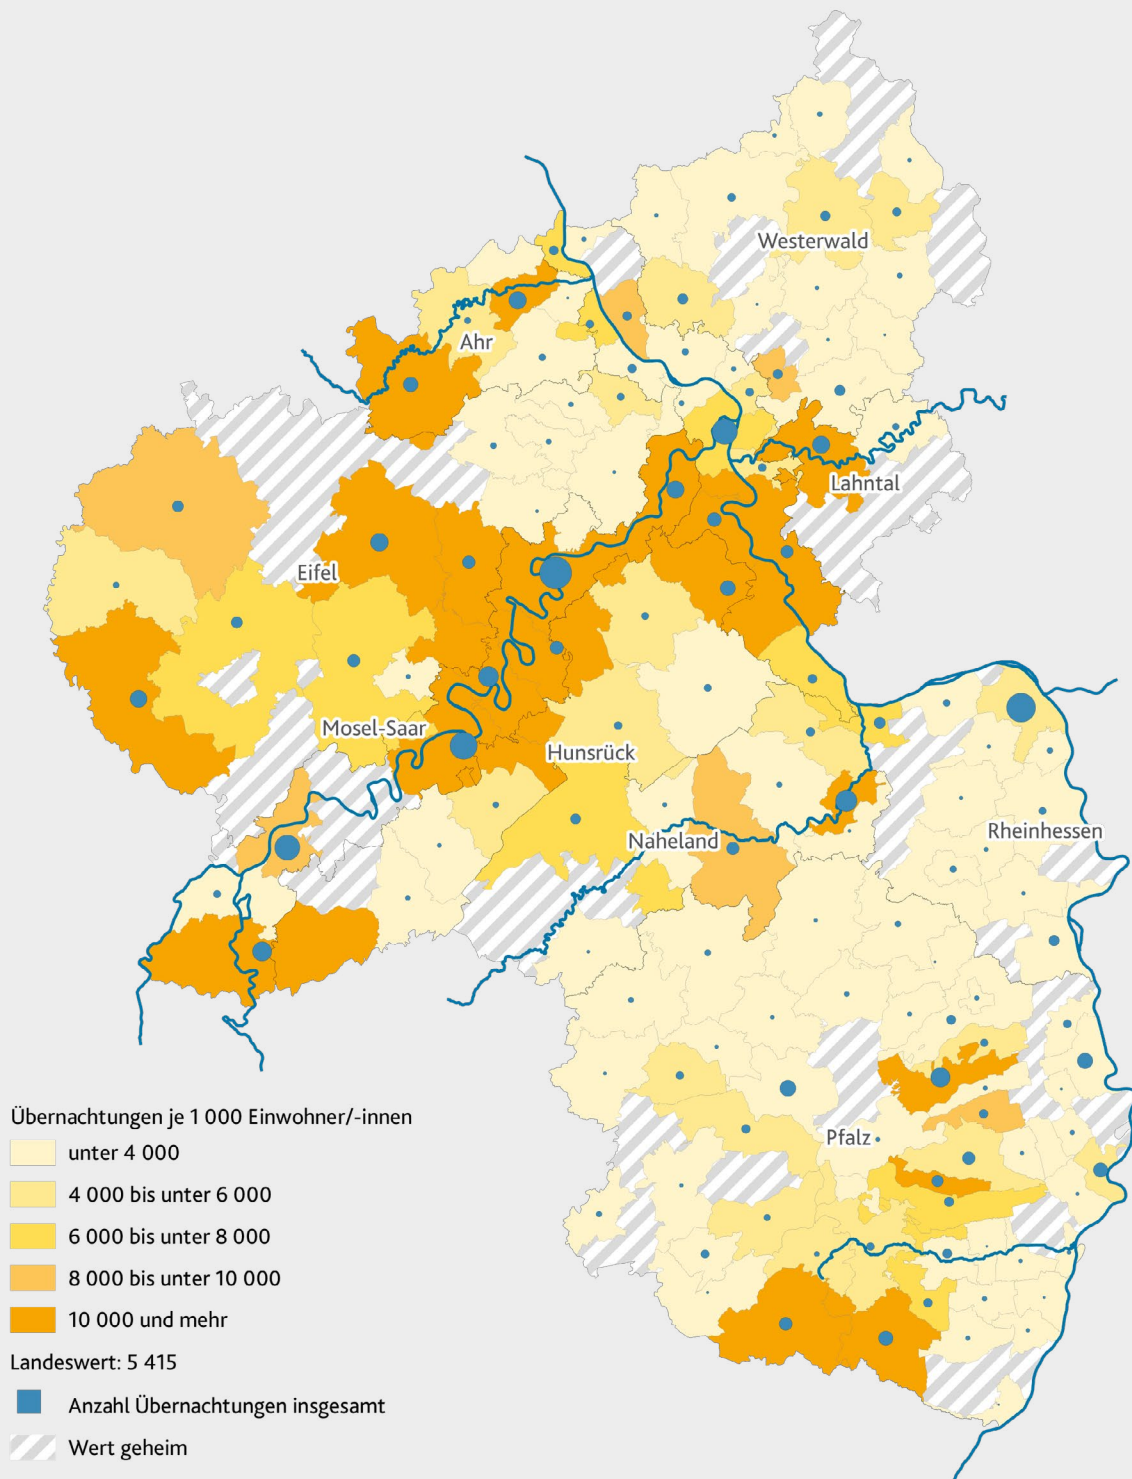 Westerwald
Ahr
Lahntal
Eifel
Mosel-Saar
Hunsrück
Naheland
Rheinhessen
Pfalz
Übernachtungen je 1 000 Einwohner/-innen
unter 4 000
4 000 bis unter 6 000
6 000 bis unter 8 000
8 000 bis unter 10 000
10 000 und mehr
Landeswert: 5 415
Anzahl Übernachtungen insgesamt
Wert geheim